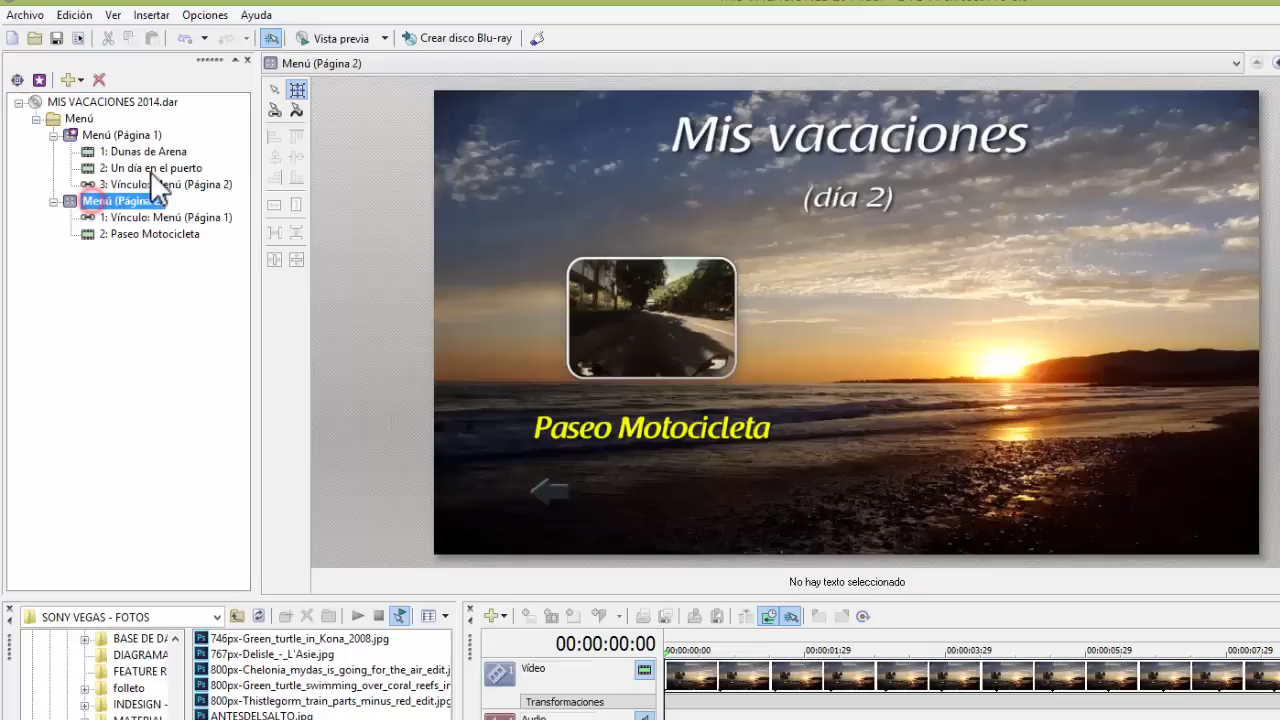 Archivo Edición Ver Insertar Opciones Ayuda
Vista previa Crear disco Blu-ray
Menú (Página 2)
MIS VACACIONES 2014.dar
Menú
Menú (Página 1)
1: Dunas de Arena
2: Un día en el puerto
3: Vínculo: Menú (Página 2)
Menú (Página 2)
1: Vínculo: Menú (Página 1)
2: Paseo Motocicleta
Mis vacaciones
(día 2)
Paseo Motocicleta
No hay texto seleccionado
SONY VEGAS - FOTOS
BASE DE DA
DIAGRAMA
FEATURE R
folleto
INDESIGN -
MATERIAL
746px-Green_turtle_in_Kona_2008.jpg
767px-Delisle_-_L'Asie.jpg
800px-Chelonia_mydas_is_going_for_the_air_edit.j
800px-Green_turtle_swimming_over_coral_reefs_in
800px-Thistlegorm_train_parts_minus_red_edit.jpg
ANTESDELSALTO.jpg
00:00:00:00
00:00:00:00 00:00:01:29 00:00:03:29 00:00:05:29 00:00:07:29
1 Vídeo
Transformaciones
Audio